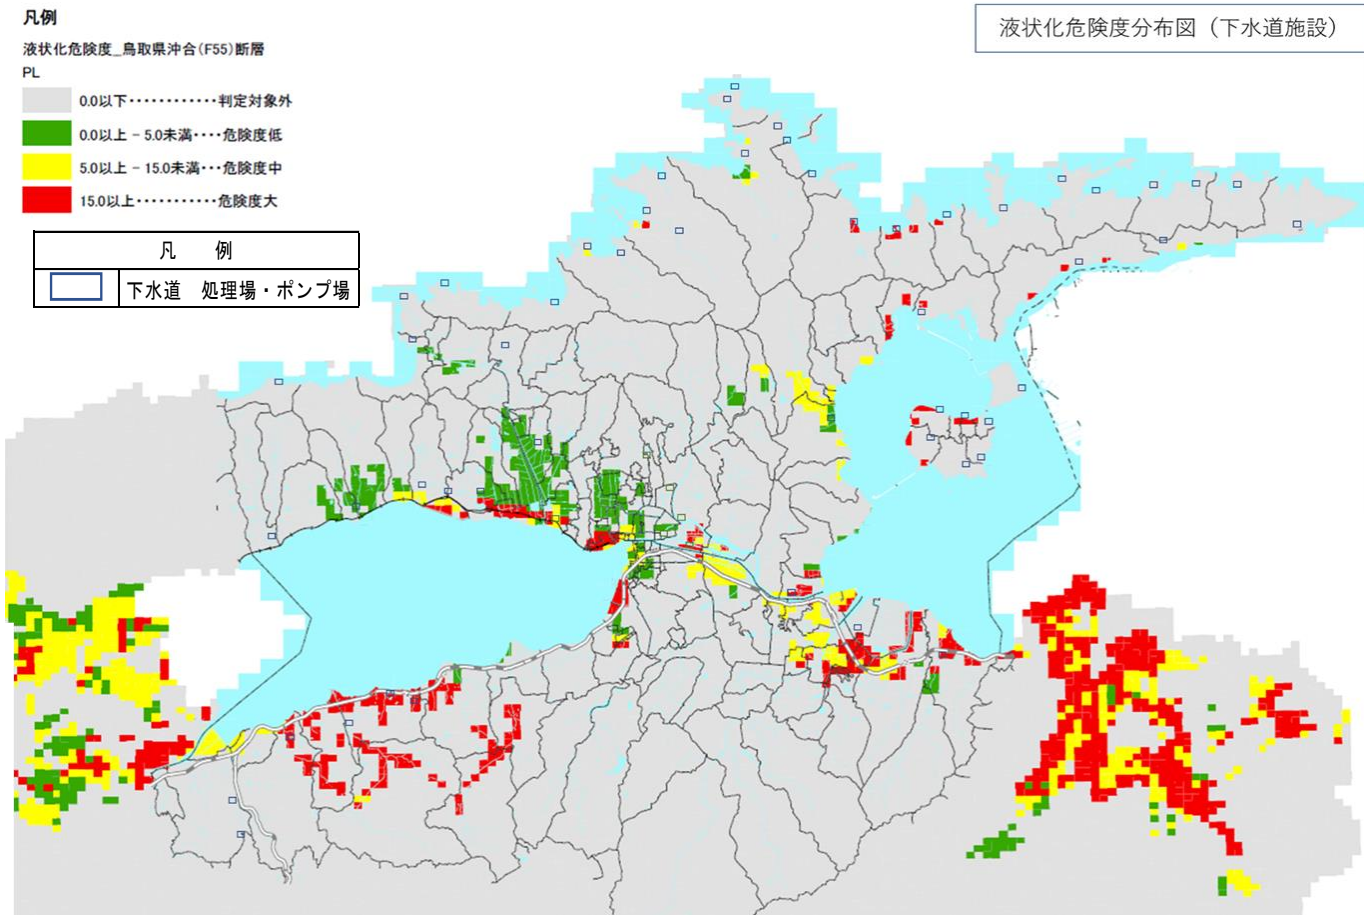 凡例
液状化危険度_鳥取県沖合(F55)断層
PL
0.0以下‥‥‥‥‥‥判定対象外
0.0以上 - 5.0未満‥‥危険度低
5.0以上 - 15.0未満‥･危険度中
15.0以上･‥‥‥‥‥危険度大
凡 例
下水道 処理場・ポンプ場
液状化危険度分布図（下水道施設）